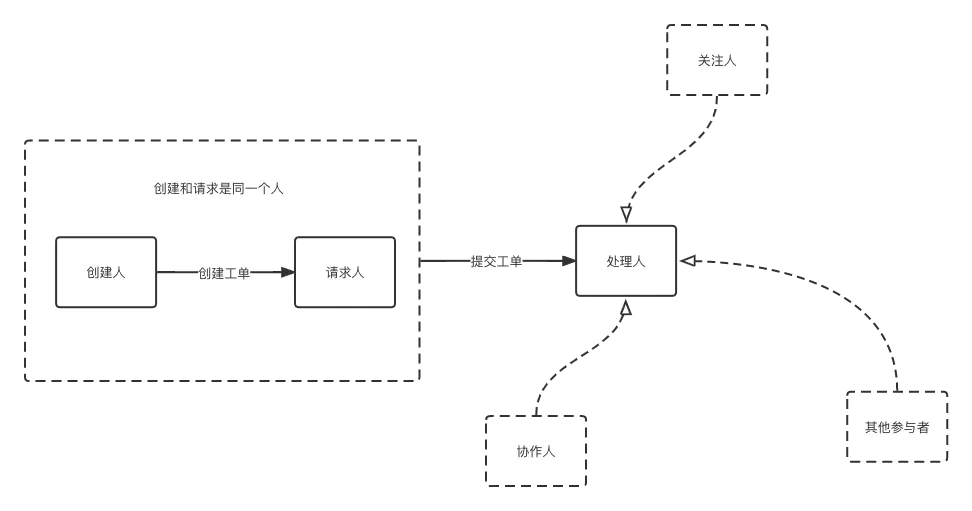 关注人
创建和请求是同一个人
创建人
创建工单
请求人
提交工单
处理人
协作人
其他参与者